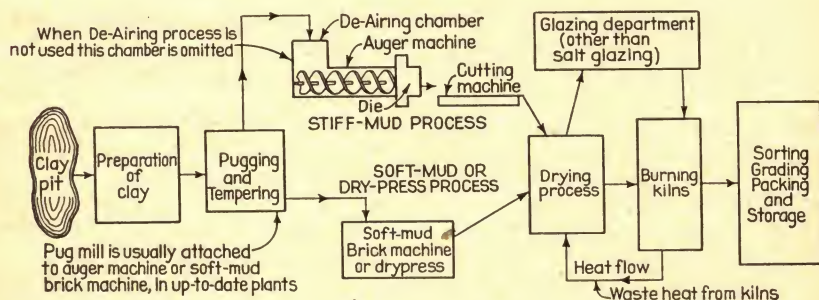 When De-Airing process is
not used this chamber is omitted
De-Airing chamber
Auger machine
Die
Cutting
machine
STIFF-MUD PROCESS
Glazing department
(other than
salt glazing)
Clay
pit
Preparation
of
clay
Pugging
and
Tempering
SOFT-MUD OR
DRY-PRESS PROCESS
Soft-mud
Brick machine
or drypress
Drying
process
Burning
kilns
Sorting
Grading
Packing
and
Storage
Pug mill is usually attached
to auger machine or soft-mud
brick machine, In up-to-date plants
Heat flow
Waste heat from kilns